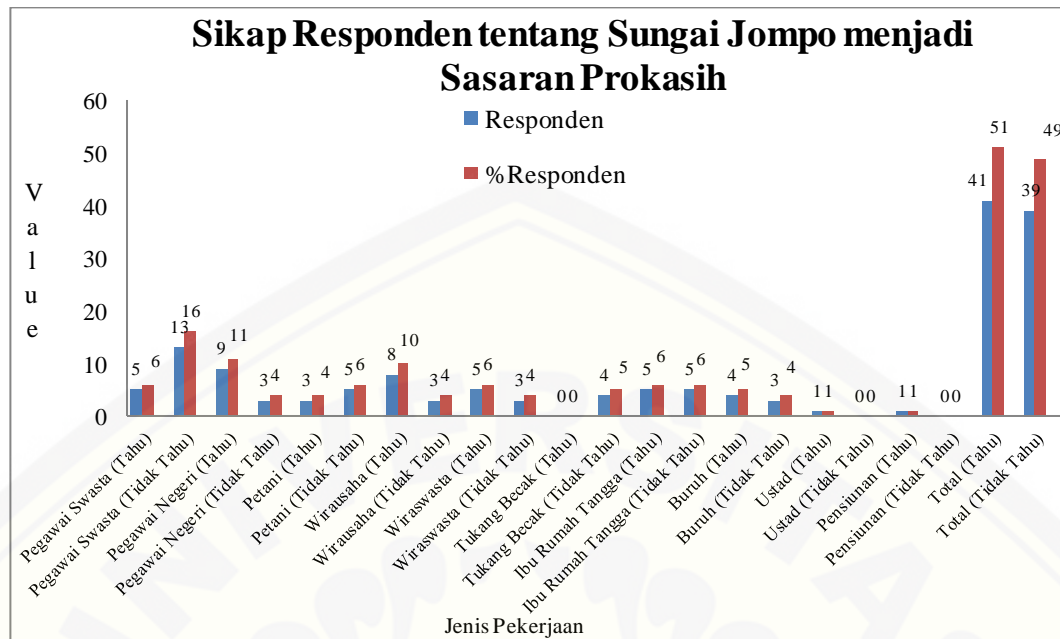 Sikap Responden tentang Sungai Jompo menjadi
Sasaran Prokasih
Responden
%Responden
Value
60
50
40
30
20
10
0
5 6
13 16
9 11
3 4
3 4
5 6
8 10
3 4
5 6
3 4
0 0
4 5
5 6
5 6
4 5
3 4
1 1
0 0
1 1
0 0
41 51
39 49
Pegawai Swasta (Tahu)
Pegawai Swasta (Tidak Tahu)
Pegawai Negeri (Tahu)
Pegawai Negeri (Tidak Tahu)
Petani (Tahu)
Petani (Tidak Tahu)
Wirausaha (Tahu)
Wirausaha (Tidak Tahu)
Wiraswasta (Tahu)
Wiraswasta (Tidak Tahu)
Tukang Becak (Tahu)
Tukang Becak (Tidak Tahu)
Ibu Rumah Tangga (Tahu)
Ibu Rumah Tangga (Tidak Tahu)
Buruh (Tahu)
Buruh (Tidak Tahu)
Ustad (Tahu)
Ustad (Tidak Tahu)
Pensiunan (Tahu)
Pensiunan (Tidak Tahu)
Total (Tahu)
Total (Tidak Tahu)
Jenis Pekerjaan